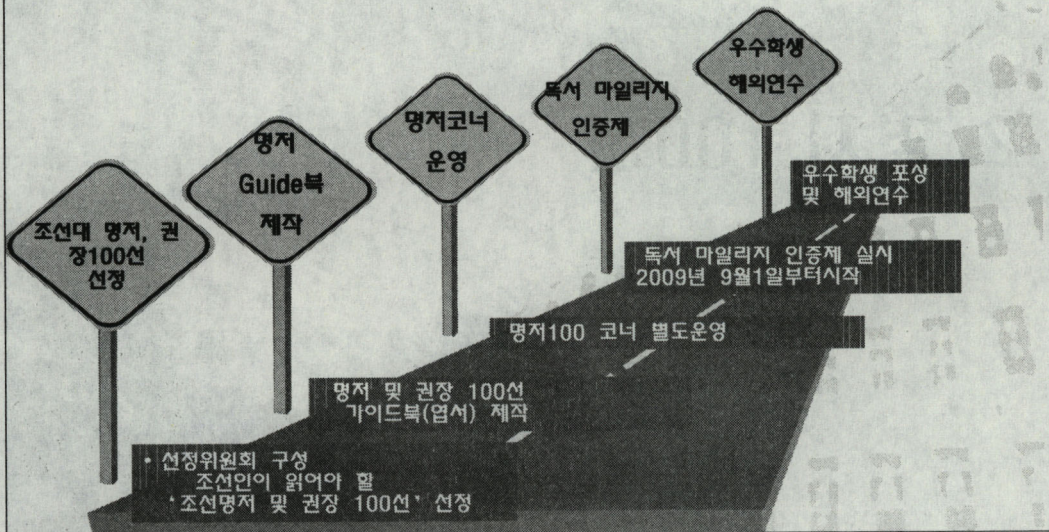 조선대 명저, 권
장100선
선정
명저
Guide북
제작
명저코너
운영
독서 마일리지
인증제
우수학생
해외연수
• 선정위원회 구성
조선인이 읽어야 할
'조선명저 및 권장 100선' 선정
명저 및 권장 100선
가이드북(엽서) 제작
명저100 코너 별도운영
독서 마일리지 인증제 실시
2009년 9월1일부터시작
우수학생 포상
및 해외연수